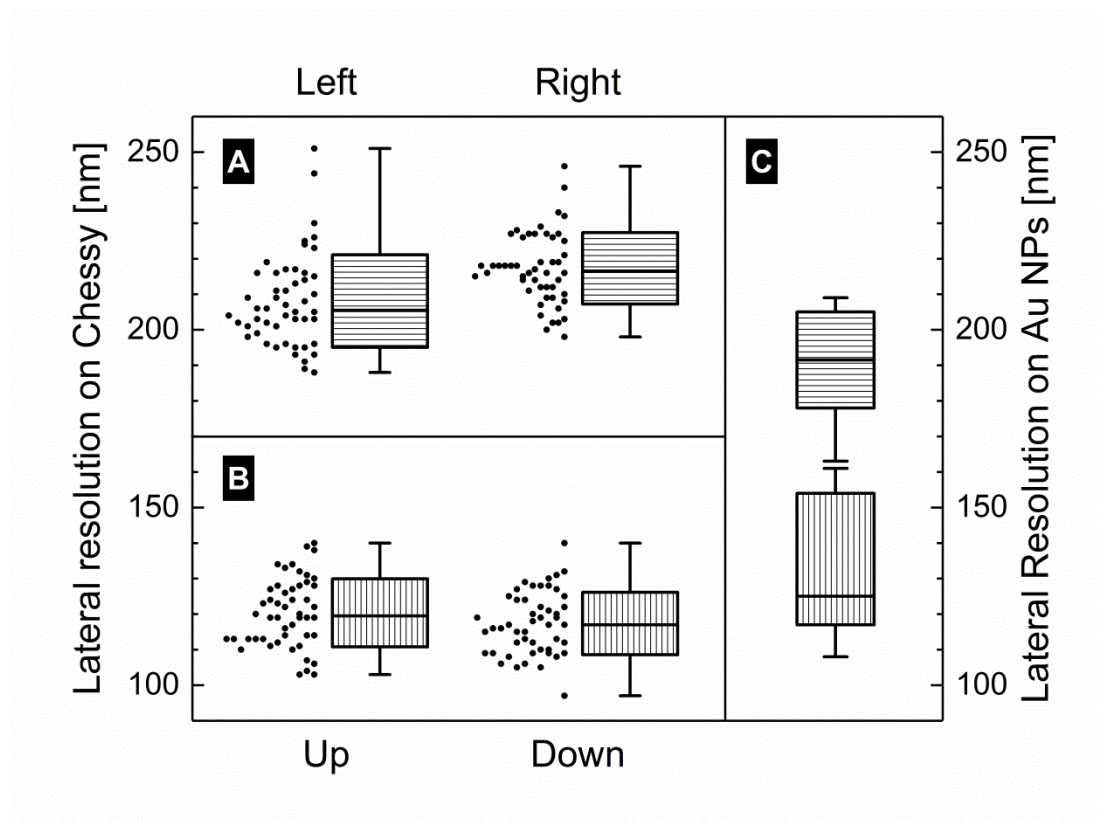 Left
Right
Lateral resolution on Chessy [nm]
250
200
150
100
A
B
C
250
200
150
100
Lateral Resolution on Au NPs [nm]
Up
Down